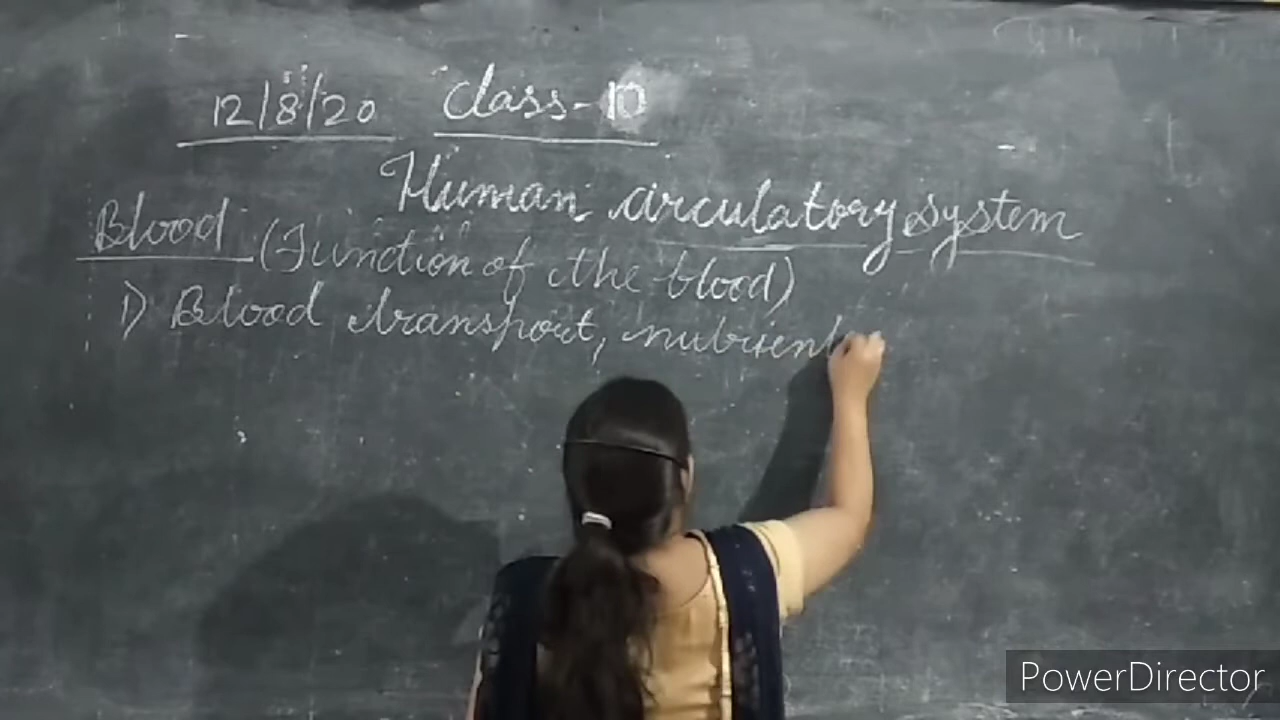 12/8/20 Class-10
Human circulatory system
Blood (Function of the blood)
1) Blood transport, nutrient
PowerDirector